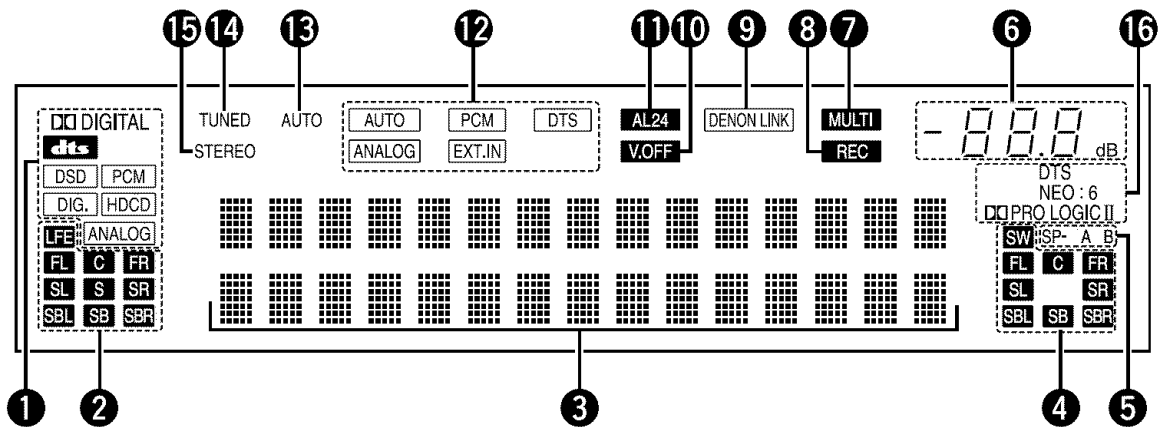 15 14 13 12 11 10 9 8 7 6 16
DIGITAL TUNED AUTO AUTO PCM DTS AL24 DENON LINK MULTI -88.8 dB
dts STEREO ANALOG EXT.IN V.OFF REC
DSD PCM DTS
DIG. HDCD NEO : 6
PRO LOGIC II
LFE ANALOG SW SP- A B
FL C FR FL C FR
SL S SR SL SR
SBL SB SBR SBL SB SBR
1 2 3 4 5